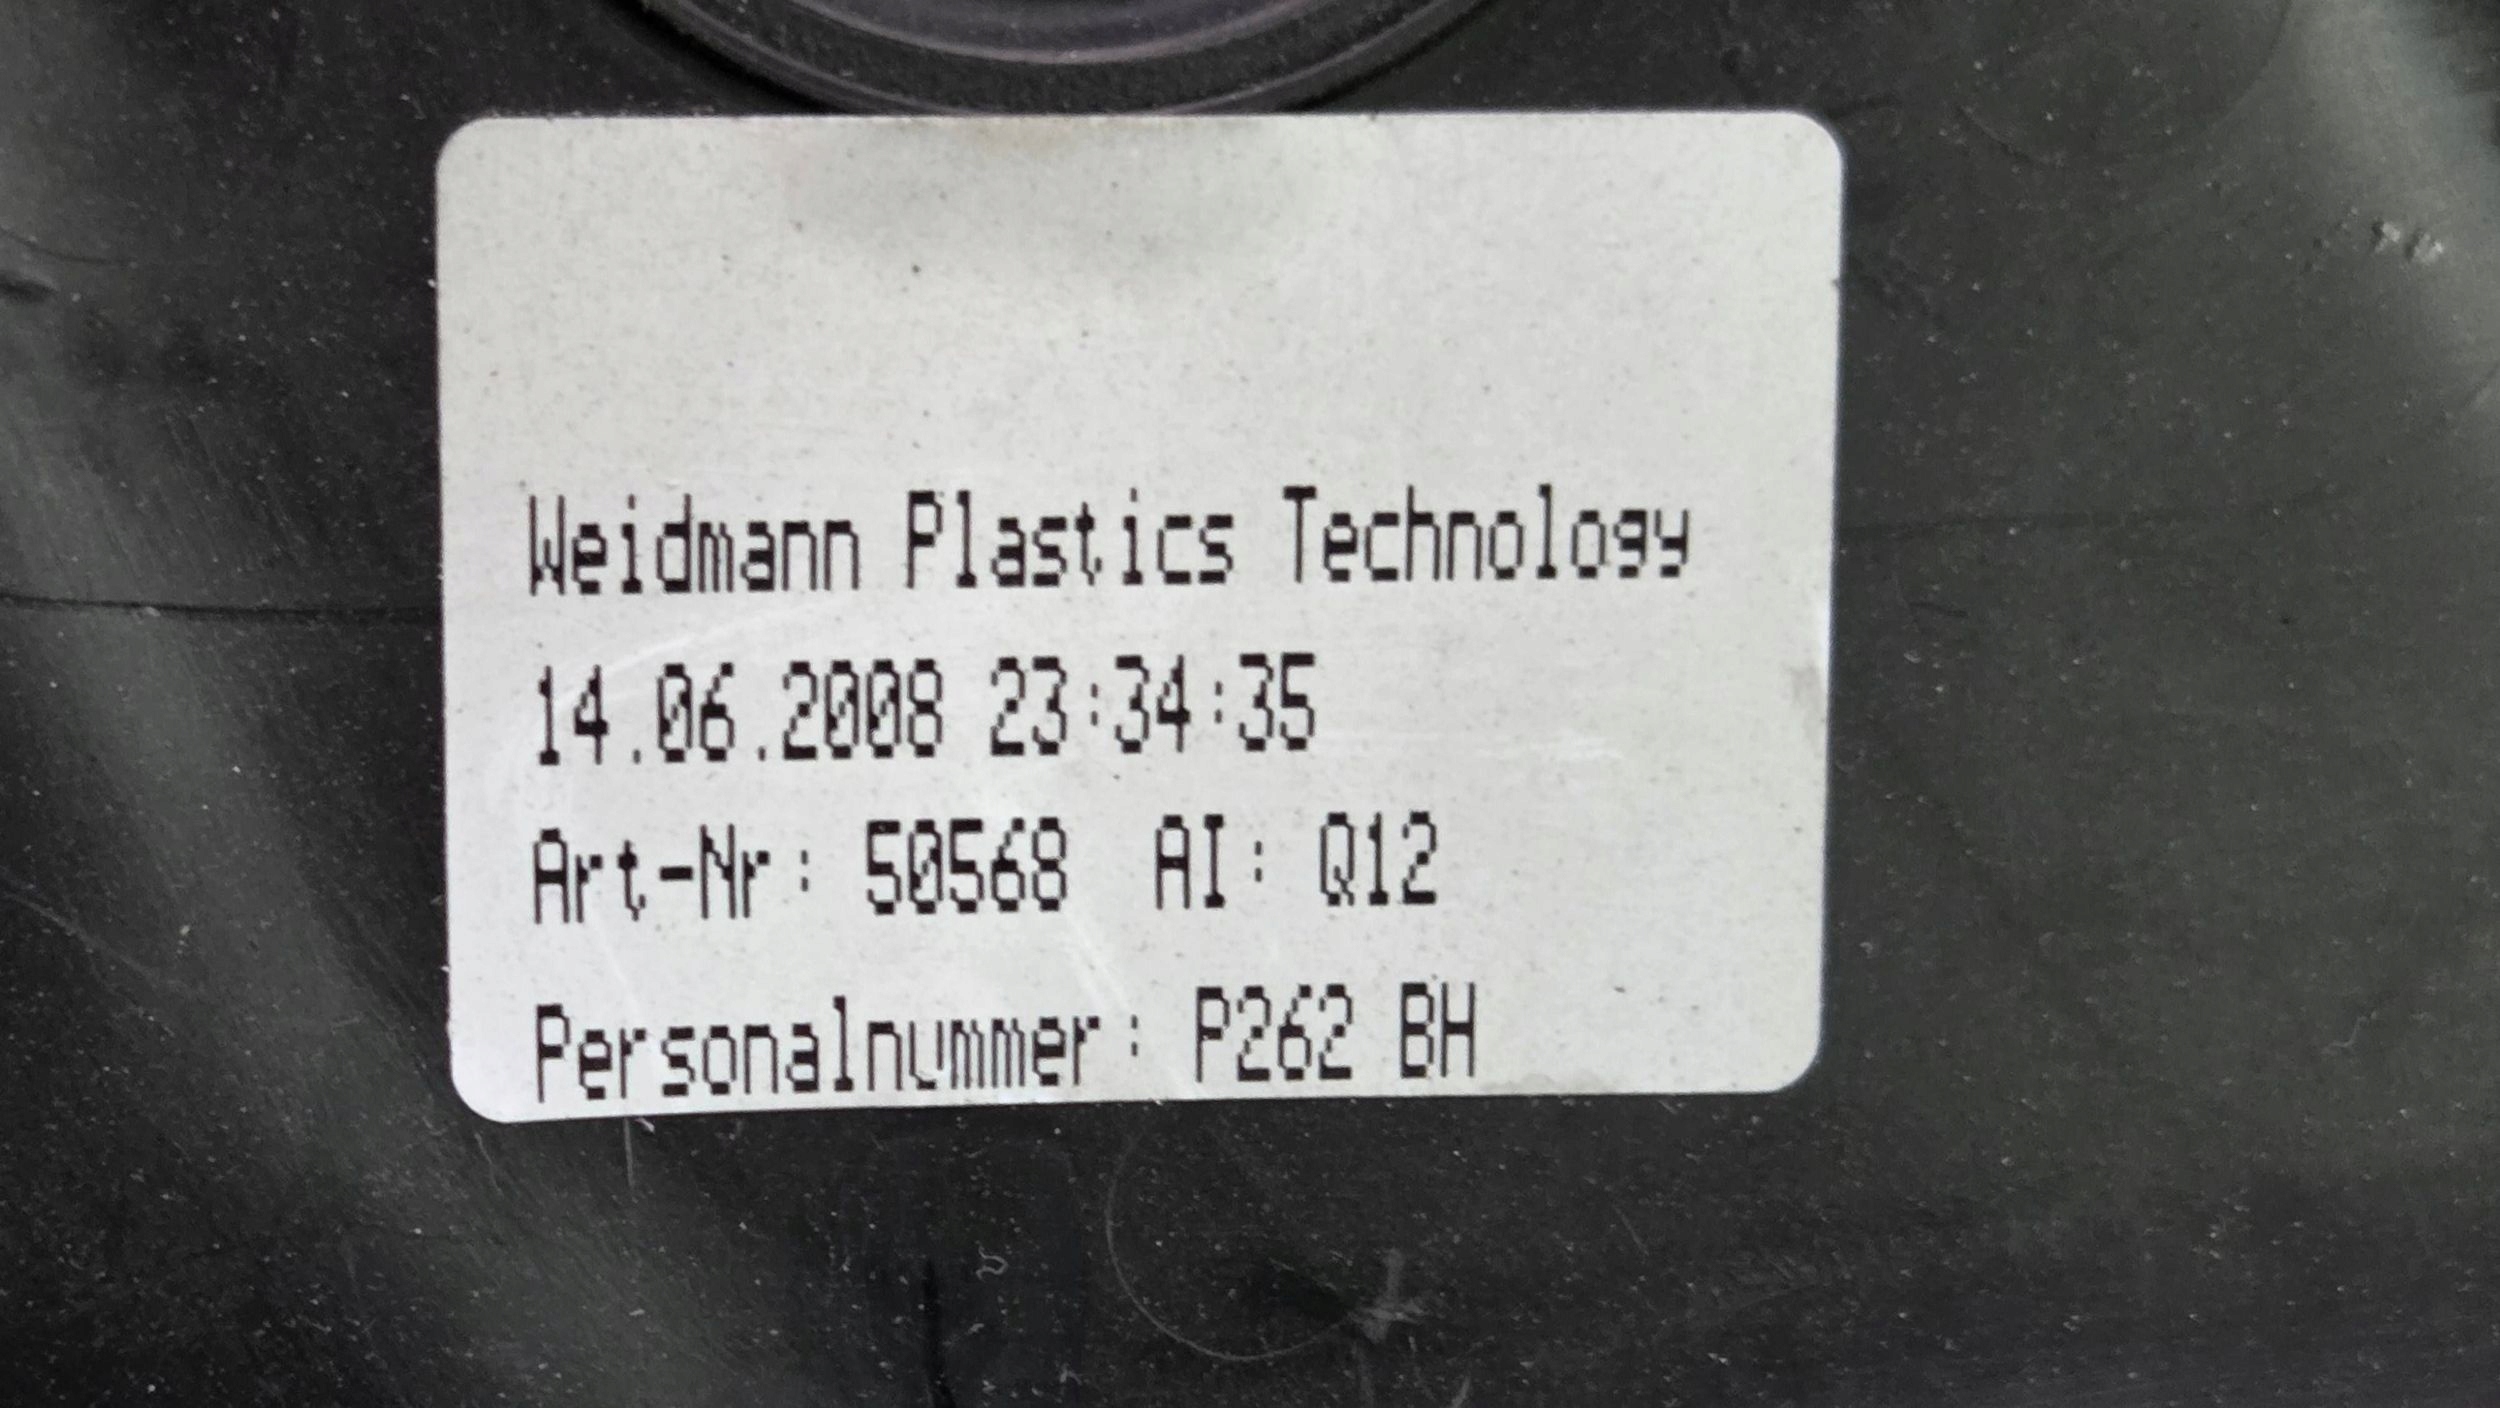 Weidmann Plastics Technology
14.06.2008 23:34:35
Art-Nr: 50568 AI: Q12
Personalnummer: P262 BH